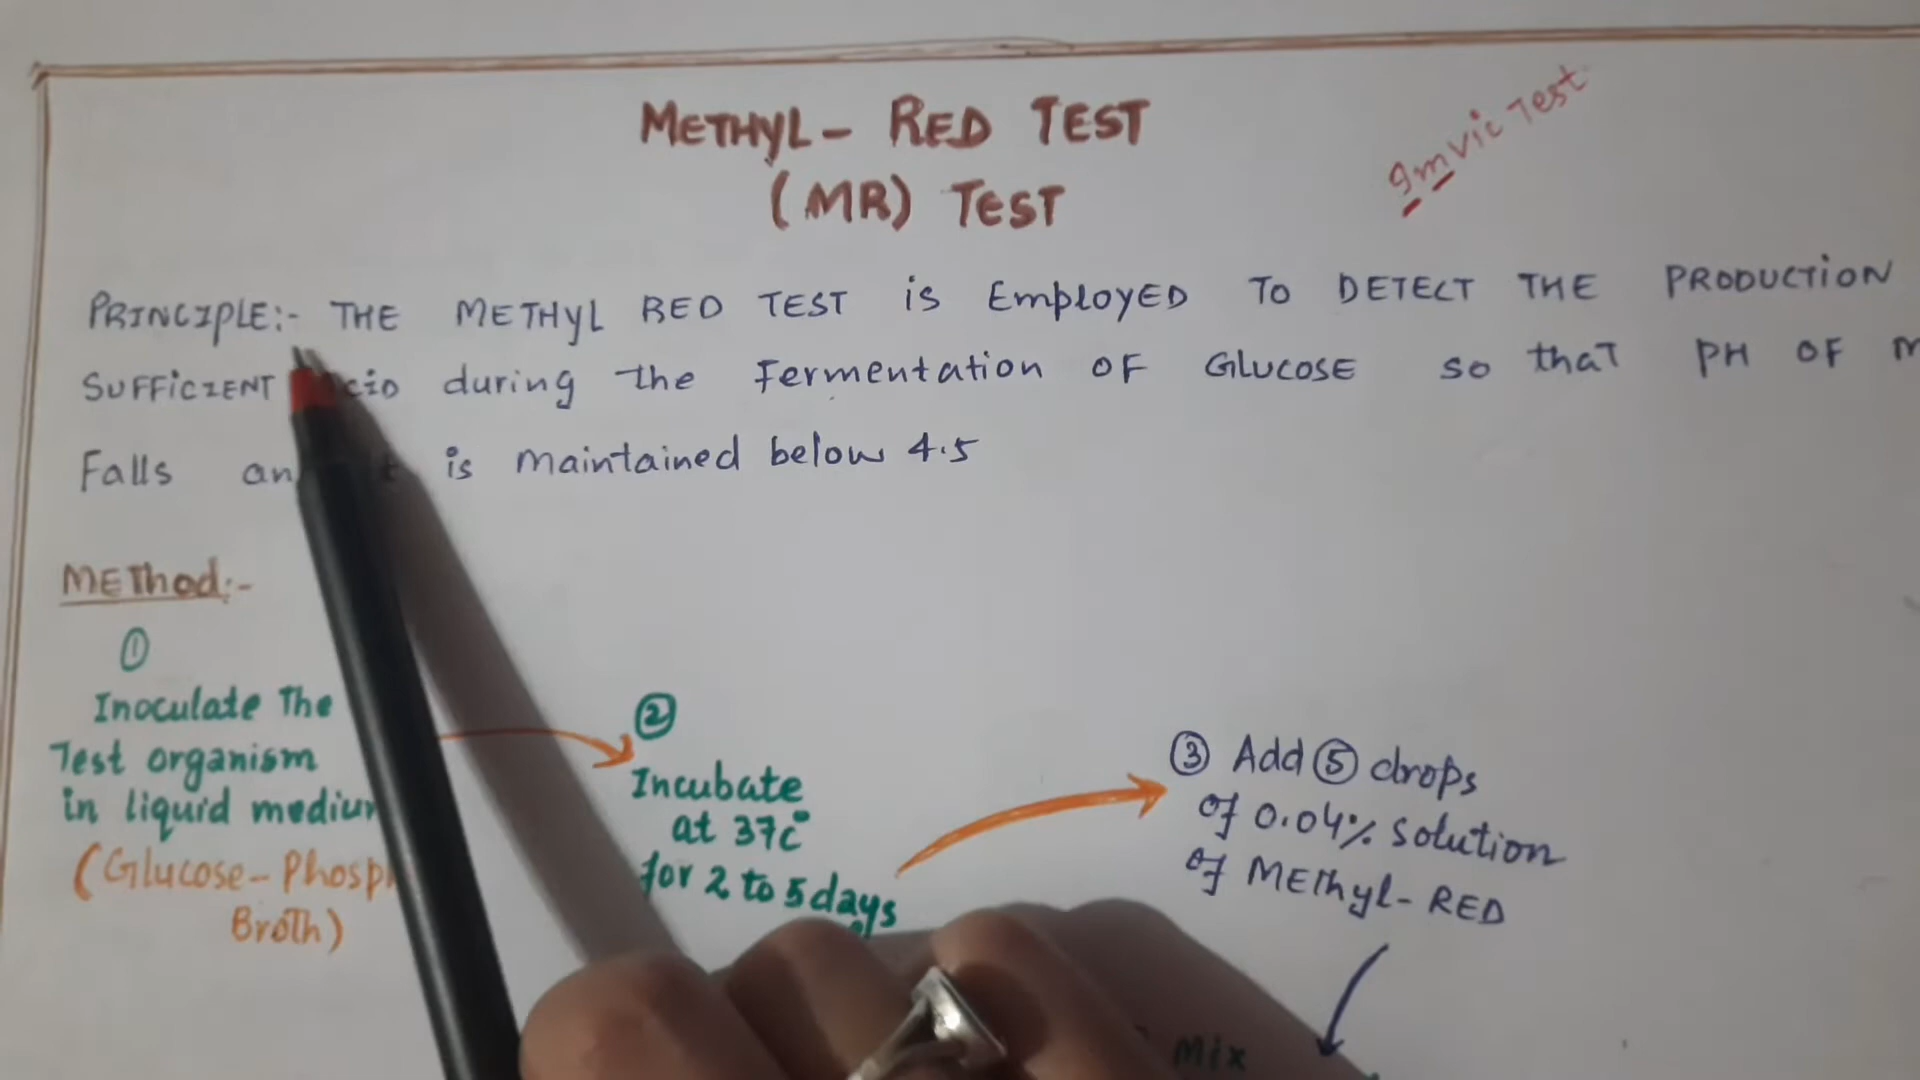 METHYL- RED TEST
(MR) TEST
Imvic Test
PRINCIPLE:- THE METHYL RED TEST is EmployED TO DETECT THE PRODUCTION
SUFFICIENT during the Fermentation OF GLUCOSE so that PH OF
Falls is maintained below 4.5
METhod:-
①
Inoculate The
Test organism
in liquid
(Glucose-
Broth)
②
Incubate
at 37c°
for 2 to 5 days
③ Add ⑤ drops
of 0.04% solution
of METhyl-RED
Mix